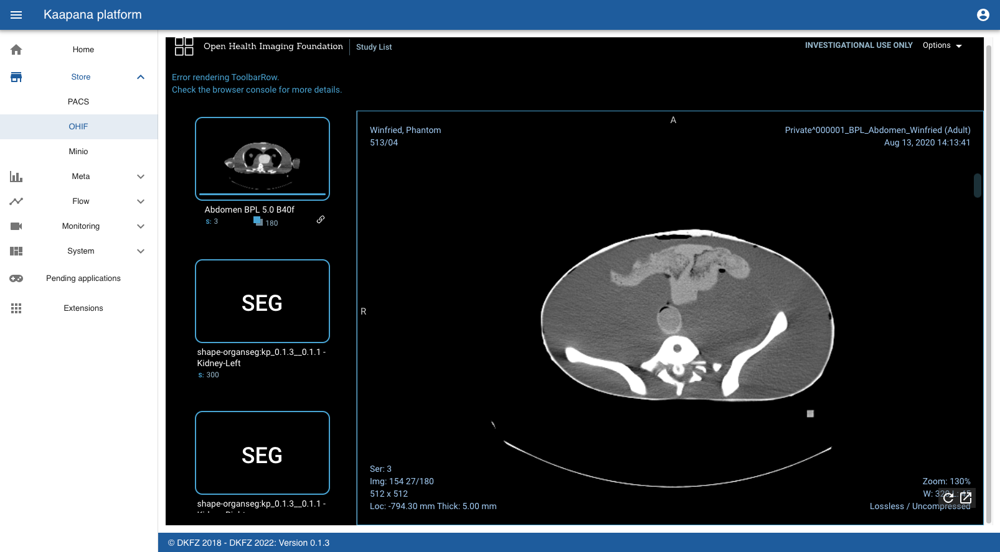 Kaapana platform
Home
Store
PACS
OHIF
Minio
Meta
Flow
Monitoring
System
Pending applications
Extensions
Open Health Imaging Foundation
Study List
INVESTIGATIONAL USE ONLY
Options
Error rendering ToolbarRow.
Check the browser console for more details.
Abdomen BPL 5.0 B40f
s: 3
180
SEG
shape-organseg:kp_0.1.3__0.1.1 -
Kidney-Left
s: 300
SEG
shape-organseg:kp_0.1.3__0.1.1 -
A
Winfried, Phantom
513/04
Private^000001_BPL_Abdomen_Winfried (Adult)
Aug 13, 2020 14:13:41
R
Ser: 3
Img: 154 27/180
512 x 512
Loc: -794.30 mm Thick: 5.00 mm
Zoom: 130%
W: L:
Lossless / Uncompressed
© DKFZ 2018 - DKFZ 2022: Version 0.1.3